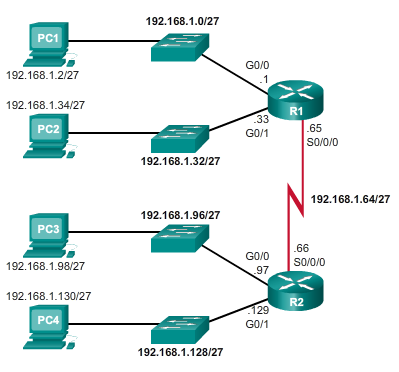 192.168.1.0/27
PC1
G0/0
.1
192.168.1.2/27
R1
192.168.1.34/27
.33
G0/1
PC2
.65
S0/0/0
192.168.1.32/27
192.168.1.64/27
192.168.1.96/27
PC3
.66
S0/0/0
G0/0
.97
192.168.1.98/27
192.168.1.130/27
R2
.129
G0/1
PC4
192.168.1.128/27